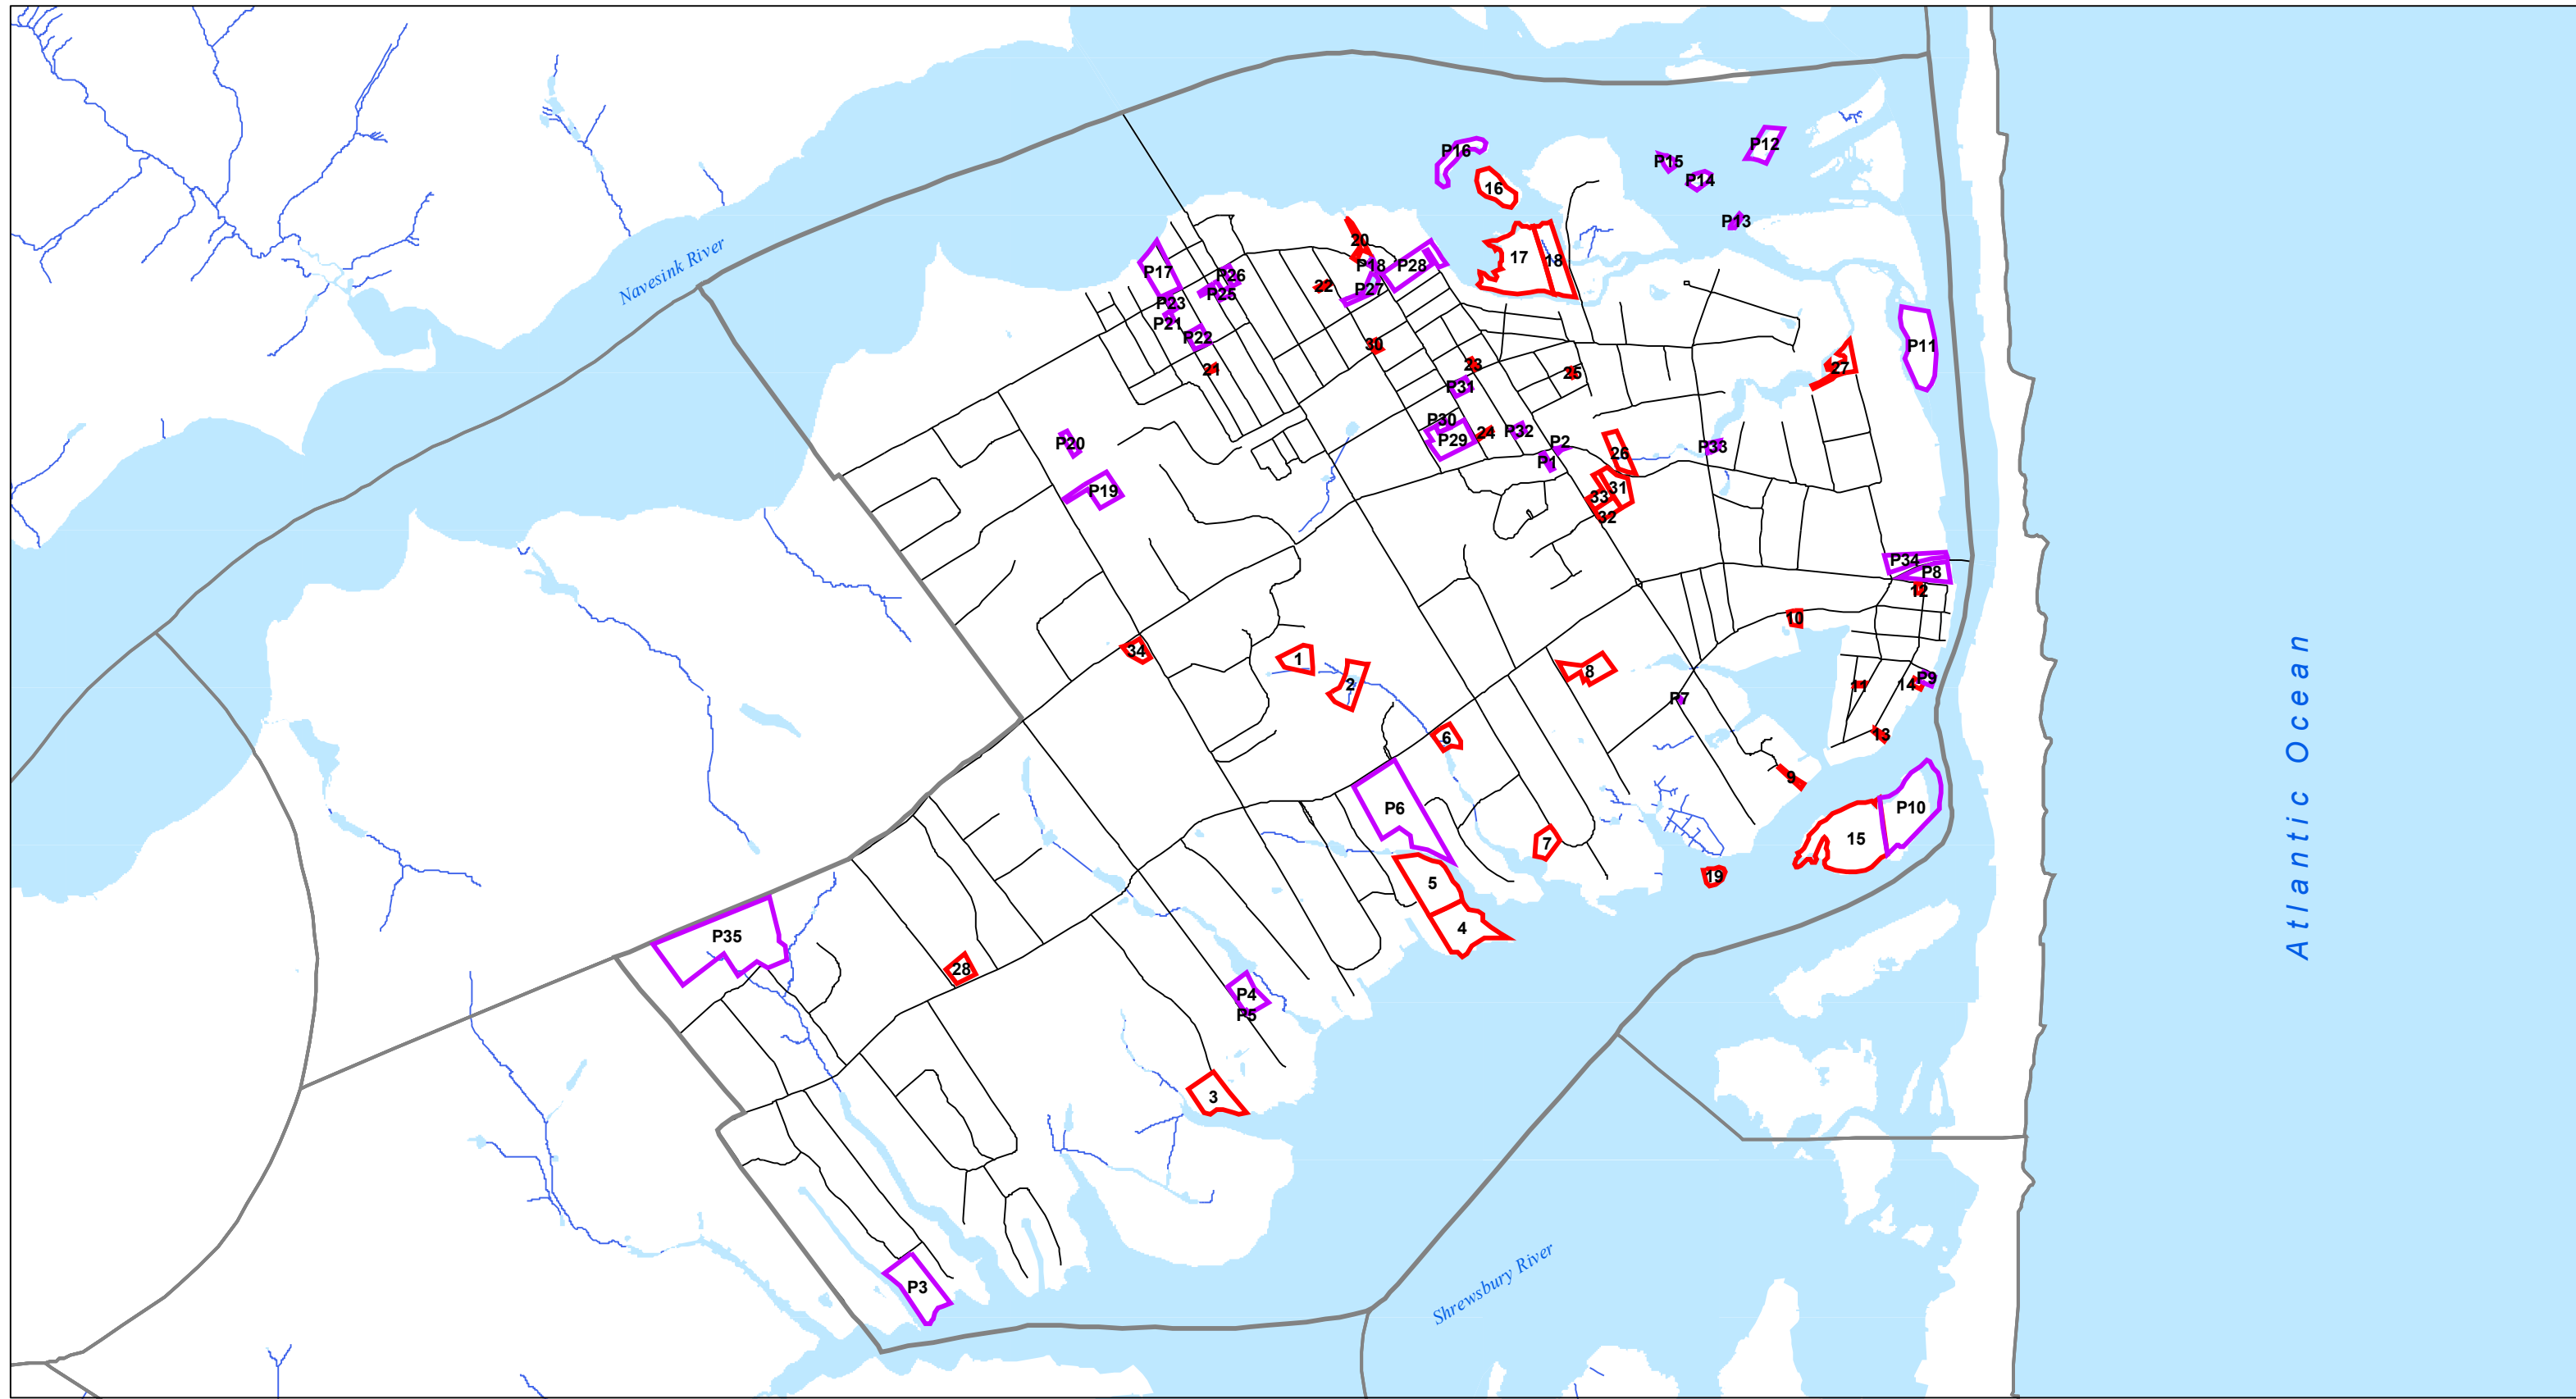 P12
P16
P15
P14
16
P13
20
17
18
Navesink River
P18
P28
P17
P26
22
P27
P25
P23
P21
P22
30
P11
23
27
21
25
P31
P30
24
P32
P29
P2
P20
P33
26
P1
P19
31
33
32
P34
P8
12
10
34
1
8
P9
2
11
14
P7
13
6
Atlantic Ocean
9
P6
P10
15
7
19
5
4
P35
28
P4
P5
3
Shrewsbury River
P3